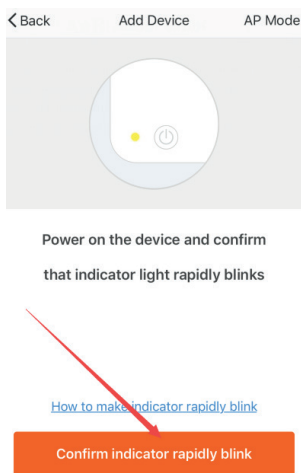 Back Add Device AP Mode
Power on the device and confirm
that indicator light rapidly blinks
How to make indicator rapidly blink
Confirm indicator rapidly blink